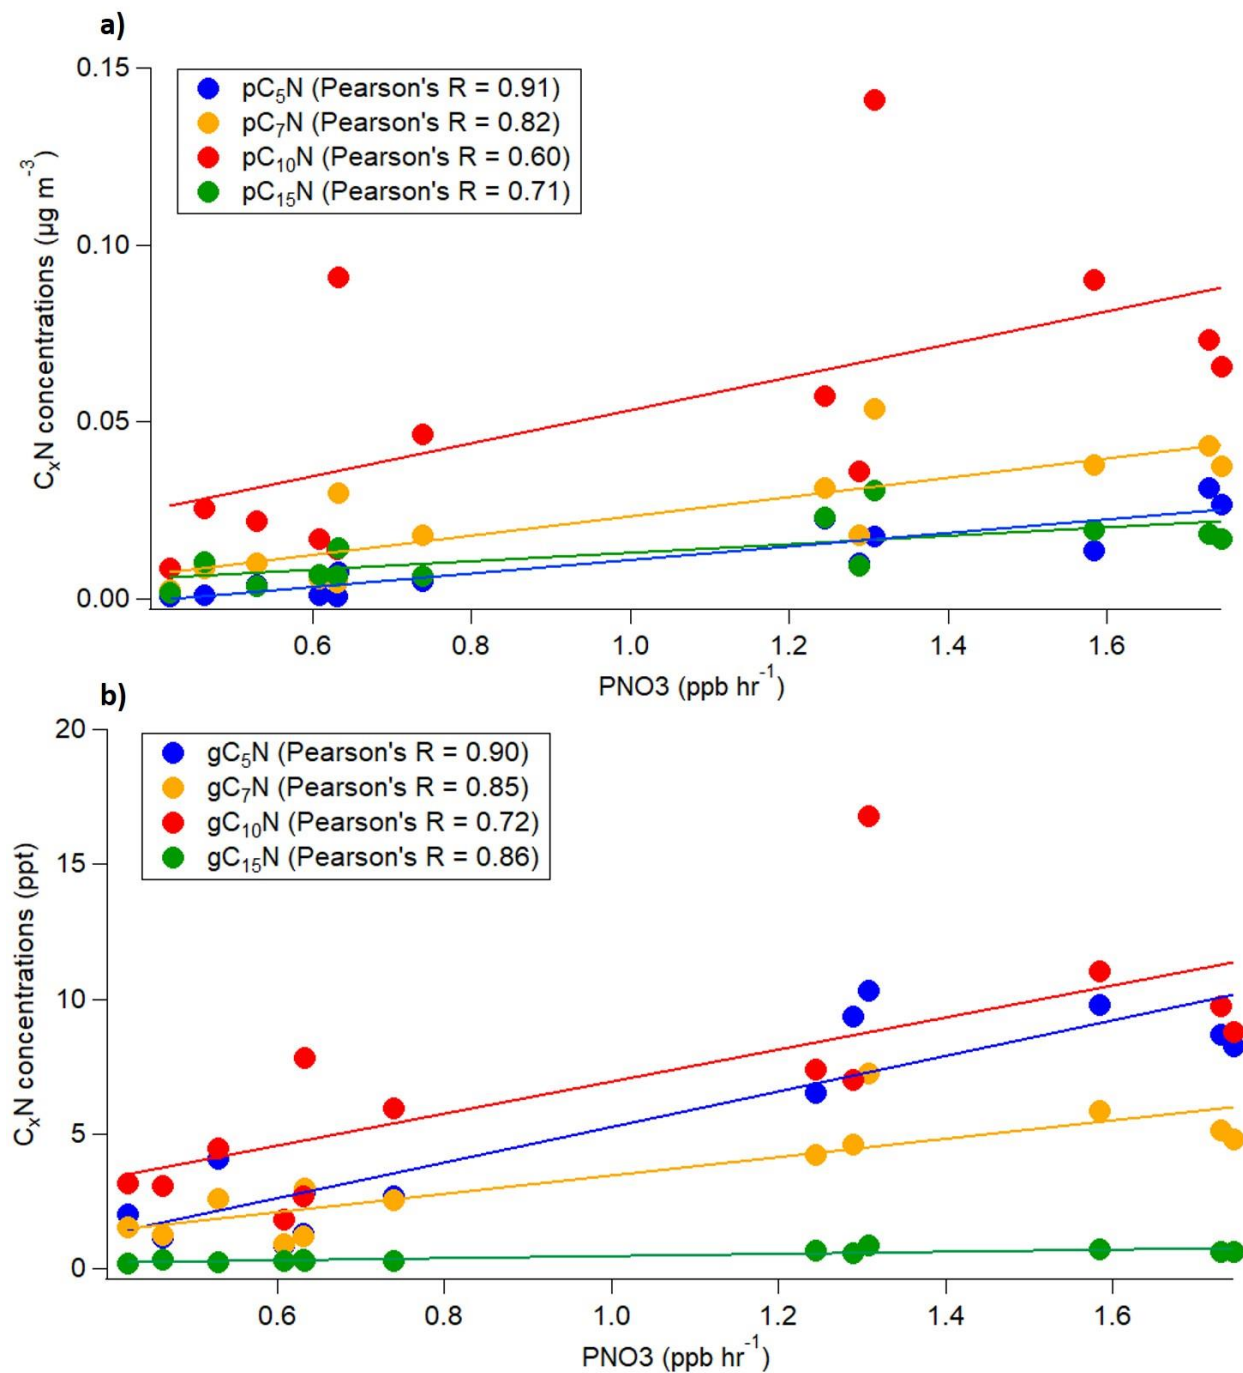 a)
0.15
0.10
0.05
0.00
CₓN concentrations (µg m⁻³)
pC₅N (Pearson's R = 0.91)
pC₇N (Pearson's R = 0.82)
pC₁₀N (Pearson's R = 0.60)
pC₁₅N (Pearson's R = 0.71)
0.6 0.8 1.0 1.2 1.4 1.6
PNO3 (ppb hr⁻¹)
b)
20
15
10
5
0
CₓN concentrations (ppt)
gC₅N (Pearson's R = 0.90)
gC₇N (Pearson's R = 0.85)
gC₁₀N (Pearson's R = 0.72)
gC₁₅N (Pearson's R = 0.86)
0.6 0.8 1.0 1.2 1.4 1.6
PNO3 (ppb hr⁻¹)